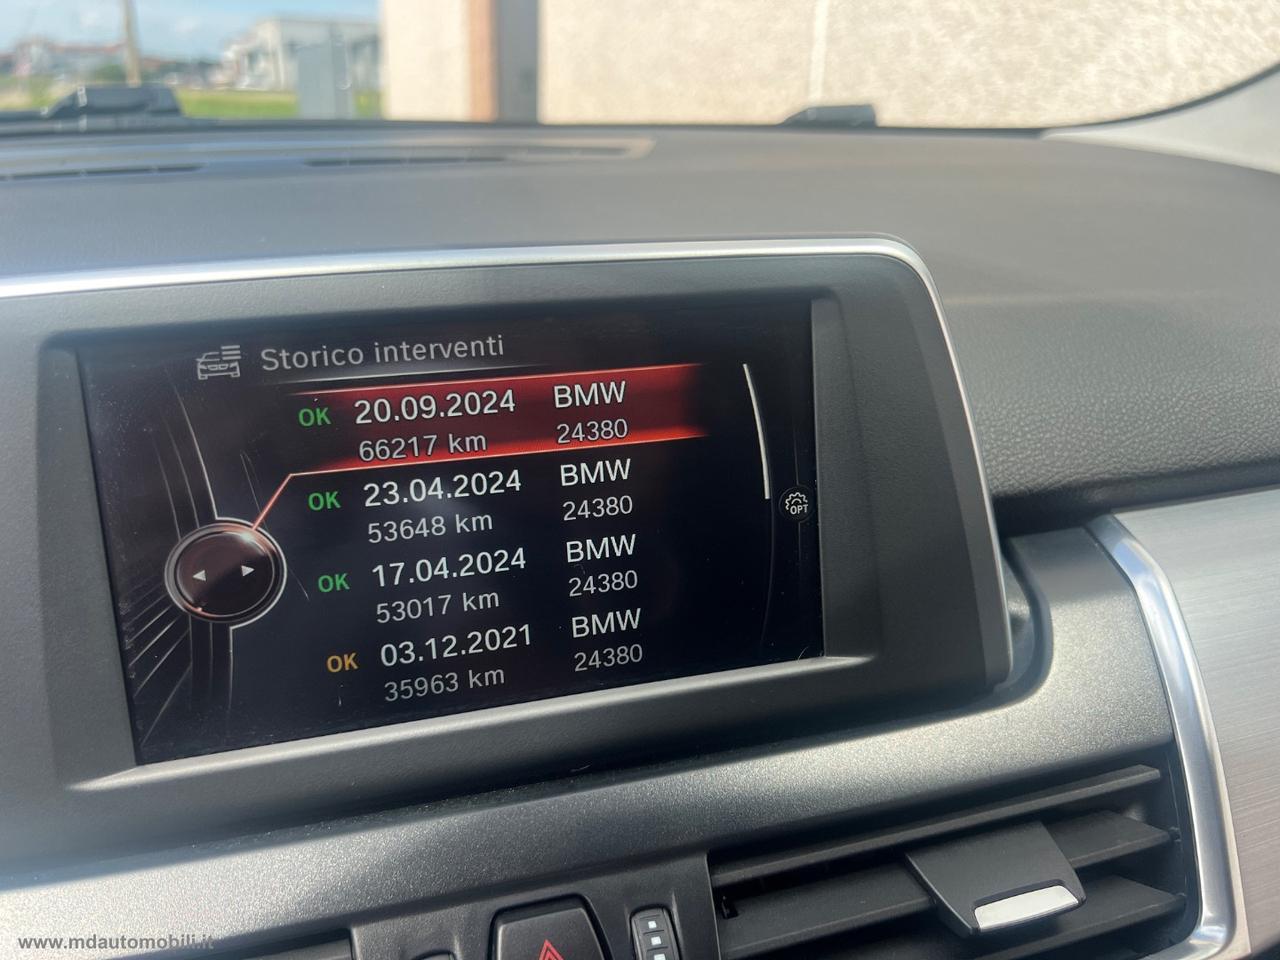 Storico interventi
OK 20.09.2024 BMW
66217 km 24380
OK 23.04.2024 BMW
53648 km 24380
OPT
OK 17.04.2024 BMW
53017 km 24380
OK 03.12.2021 BMW
35963 km 24380
www.mdautomobili.it